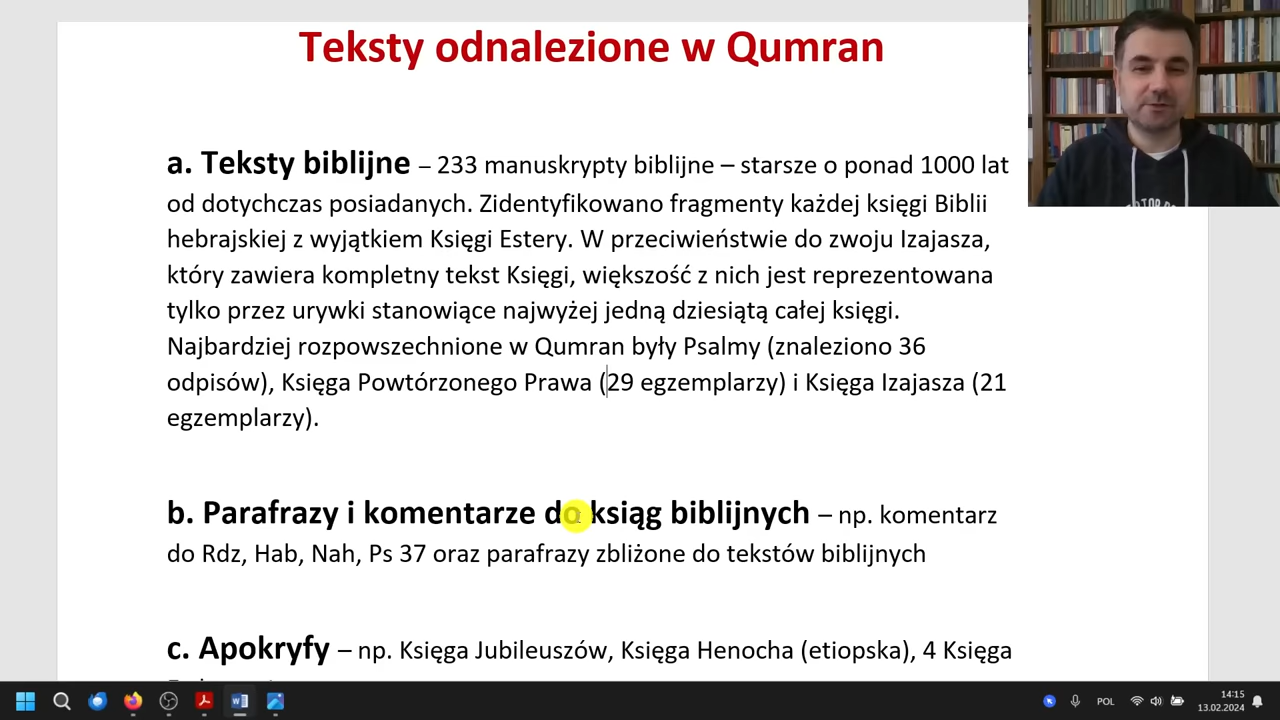 Teksty odnalezione w Qumran
a. Teksty biblijne – 233 manuskrypty biblijne – starsze o ponad 1000 lat
od dotychczas posiadanych. Zidentyfikowano fragmenty każdej księgi Biblii
hebrajskiej z wyjątkiem Księgi Estery. W przeciwieństwie do zwoju Izajasza,
który zawiera kompletny tekst Księgi, większość z nich jest reprezentowana
tylko przez urywki stanowiące najwyżej jedną dziesiątą całej księgi.
Najbardziej rozpowszechnione w Qumran były Psalmy (znaleziono 36
odpisów), Księga Powtórzonego Prawa (29 egzemplarzy) i Księga Izajasza (21
egzemplarzy).
b. Parafrazy i komentarze do ksiąg biblijnych – np. komentarz
do Rdz, Hab, Nah, Ps 37 oraz parafrazy zbliżone do tekstów biblijnych
c. Apokryfy – np. Księga Jubileuszów, Księga Henocha (etiopska), 4 Księga
POL
14:15
13.02.2024